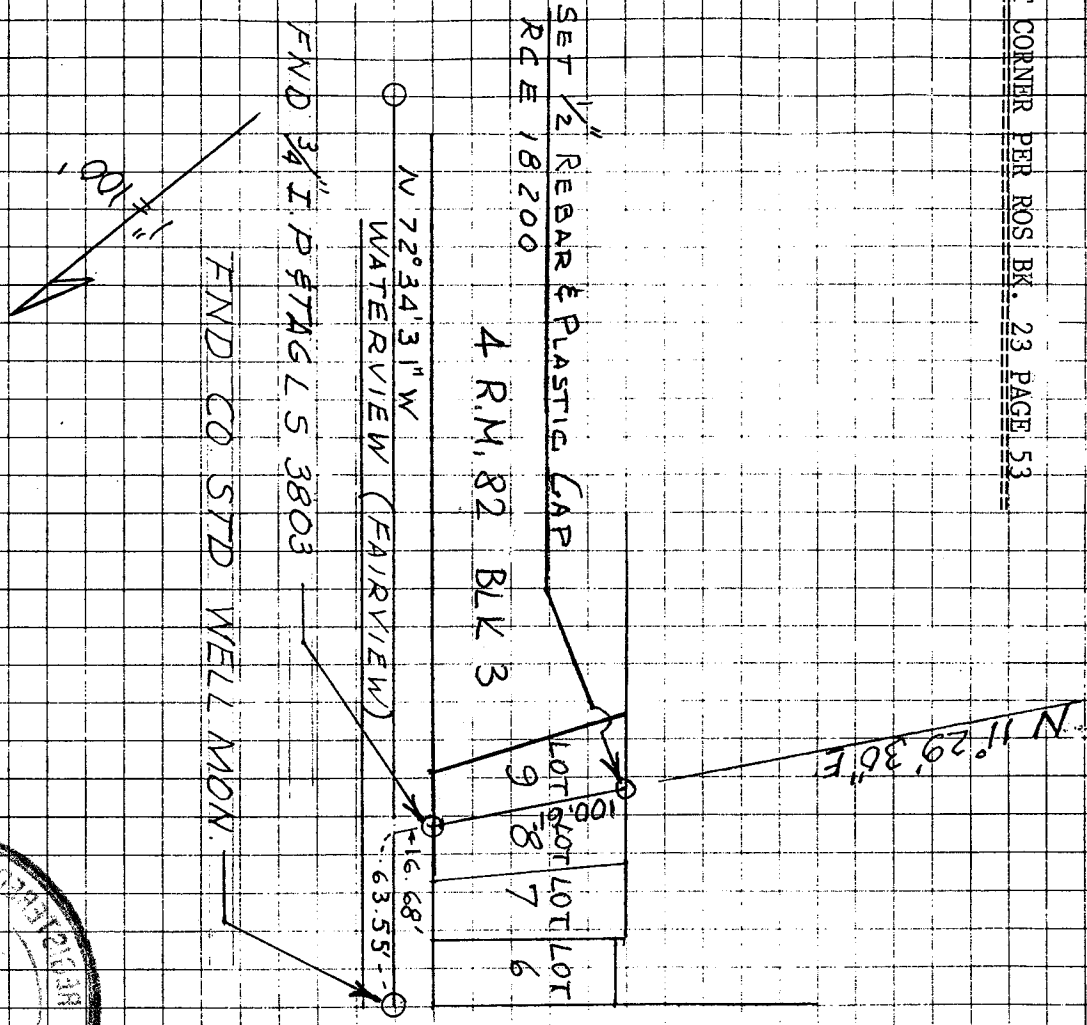 CORNER PER ROS BK. 23 PAGE 53
SET 1/2" REBAR & PLASTIC CAP
RCE 18200
4 R.M. 82 BLK 3
LOT 9
LOT 8
LOT 7
LOT 6
N 11° 29' 30" E
N 72° 34' 31" W
WATERVIEW (FAIRVIEW)
16.68'
63.55'
FND 3/4" I.P & TAG LS 3803
FND CO STD WELL MON.
1" = 100'